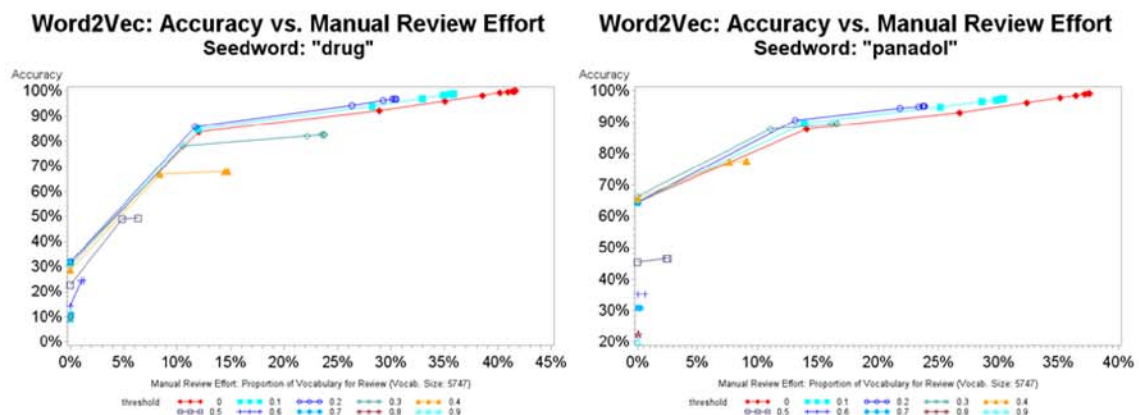 Word2Vec: Accuracy vs. Manual Review Effort
Seedword: "drug"
Accuracy
100%
90%
80%
70%
60%
50%
40%
30%
20%
10%
0%
0% 5% 10% 15% 20% 25% 30% 35% 40% 45%
Manual Review Effort: Proportion of Vocabulary for Review (Vocab. Size: 5747)
threshold 0 0.1 0.2 0.3 0.4
0.5 0.6 0.7 0.8 0.9
Word2Vec: Accuracy vs. Manual Review Effort
Seedword: "panadol"
Accuracy
100%
90%
80%
70%
60%
50%
40%
30%
20%
0% 10% 20% 30% 40%
Manual Review Effort: Proportion of Vocabulary for Review (Vocab. Size: 5747)
threshold 0 0.1 0.2 0.3 0.4
0.5 0.6 0.7 0.8 0.9